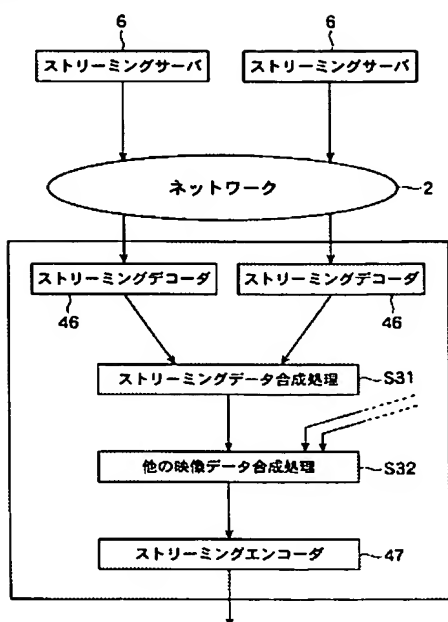 6
6
ストリーミングサーバ
ストリーミングサーバ
ネットワーク
2
ストリーミングデコーダ
ストリーミングデコーダ
46
46
ストリーミングデータ合成処理
S31
他の映像データ合成処理
S32
ストリーミングエンコーダ
47